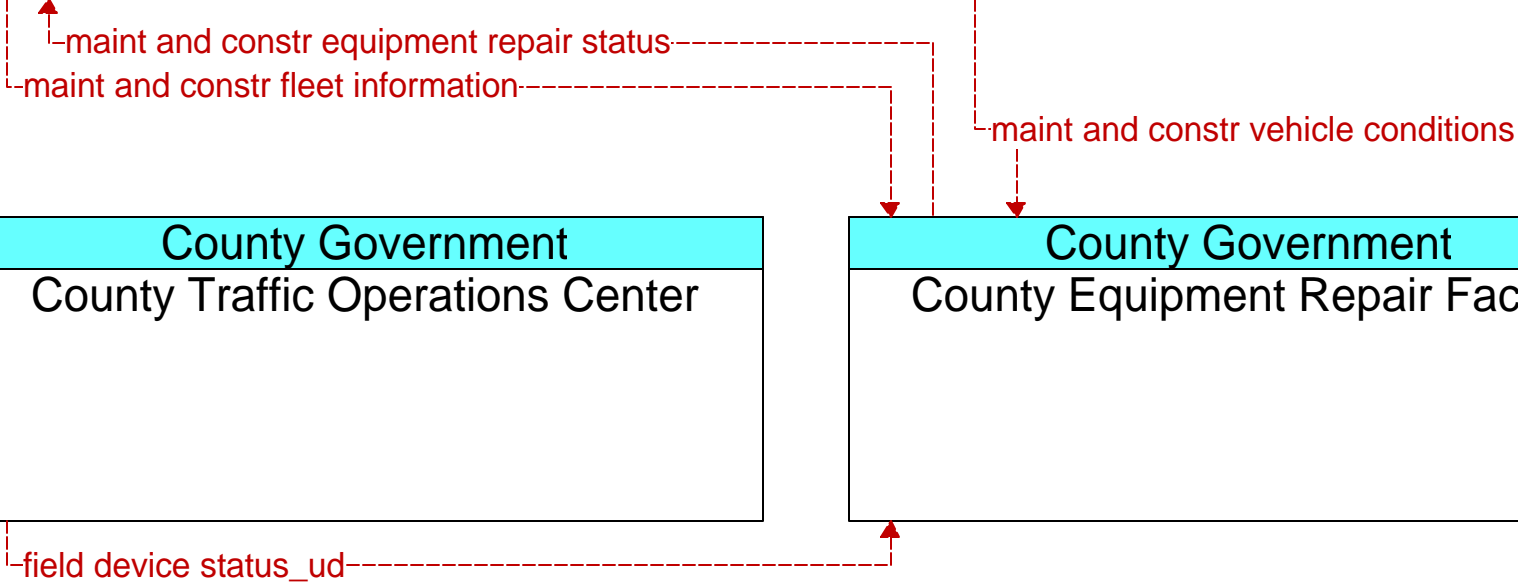 maint and constr equipment repair status
maint and constr fleet information
maint and constr vehicle conditions
County Government
County Traffic Operations Center
County Government
County Equipment Repair
field device status_ud